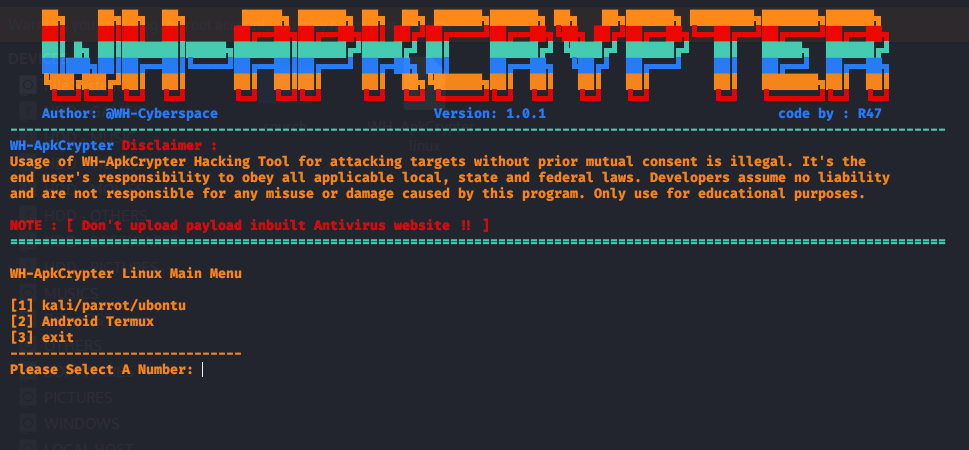 WH-APKCRYPTER
Author: @WH-Cyberspace Version: 1.0.1 code by : R47
WH-ApkCrypter Disclaimer :
Usage of WH-ApkCrypter Hacking Tool for attacking targets without prior mutual consent is illegal. It's the
end user's responsibility to obey all applicable local, state and federal laws. Developers assume no liability
and are not responsible for any misuse or damage caused by this program. Only use for educational purposes.
NOTE : [ Don't upload payload inbuilt Antivirus website !! ]
WH-ApkCrypter Linux Main Menu
[1] kali/parrot/ubontu
[2] Android Termux
[3] exit
Please Select A Number:
PICTURES
WINDOWS